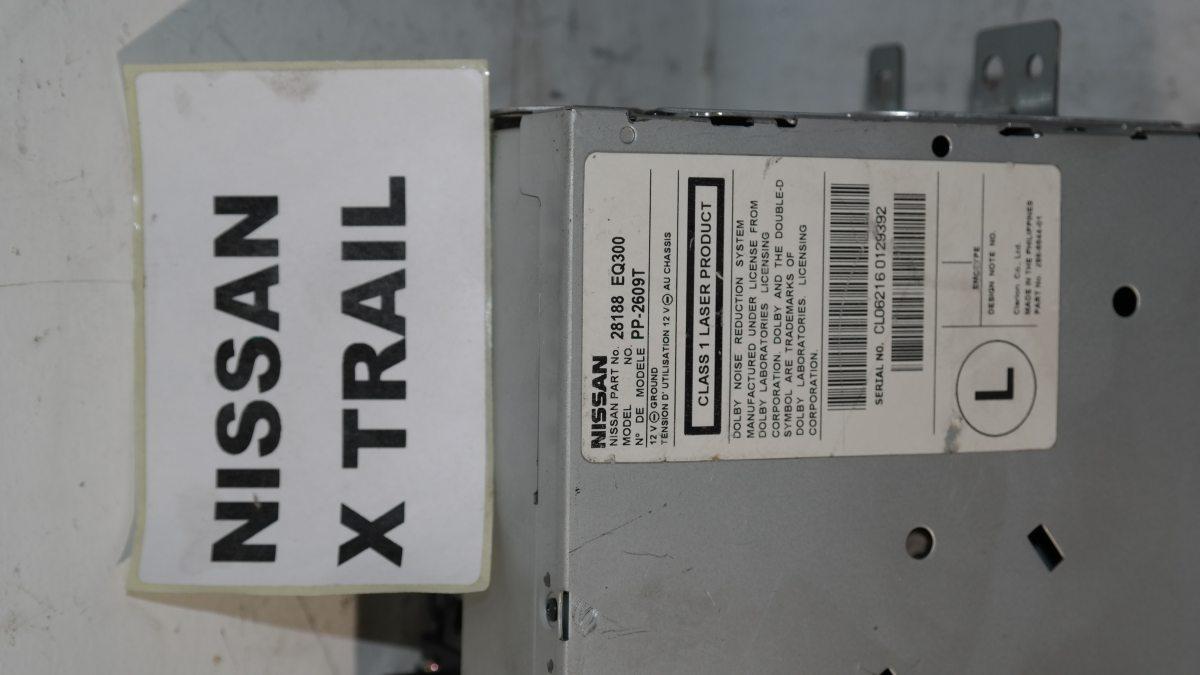 NISSAN
X TRAIL
NISSAN
NISSAN PART No. 28188 EQ300
MODEL NO.
N° DE MODELE PP-2609T
12 V ⊖ GROUND
TENSION D' UTILISATION 12 V ⊖ AU CHASSIS
CLASS 1 LASER PRODUCT
DOLBY NOISE REDUCTION SYSTEM
MANUFACTURED UNDER LICENSE FROM
DOLBY LABORATORIES LICENSING
CORPORATION. DOLBY AND THE DOUBLE-D
SYMBOL ARE TRADEMARKS OF
DOLBY LABORATORIES. LICENSING
CORPORATION.
SERIAL NO. CL06216 0129392
L
EMCTYPE
DESIGN NOTE NO.
Clarion Co., Ltd.
MADE IN THE PHILIPPINES
PART No.